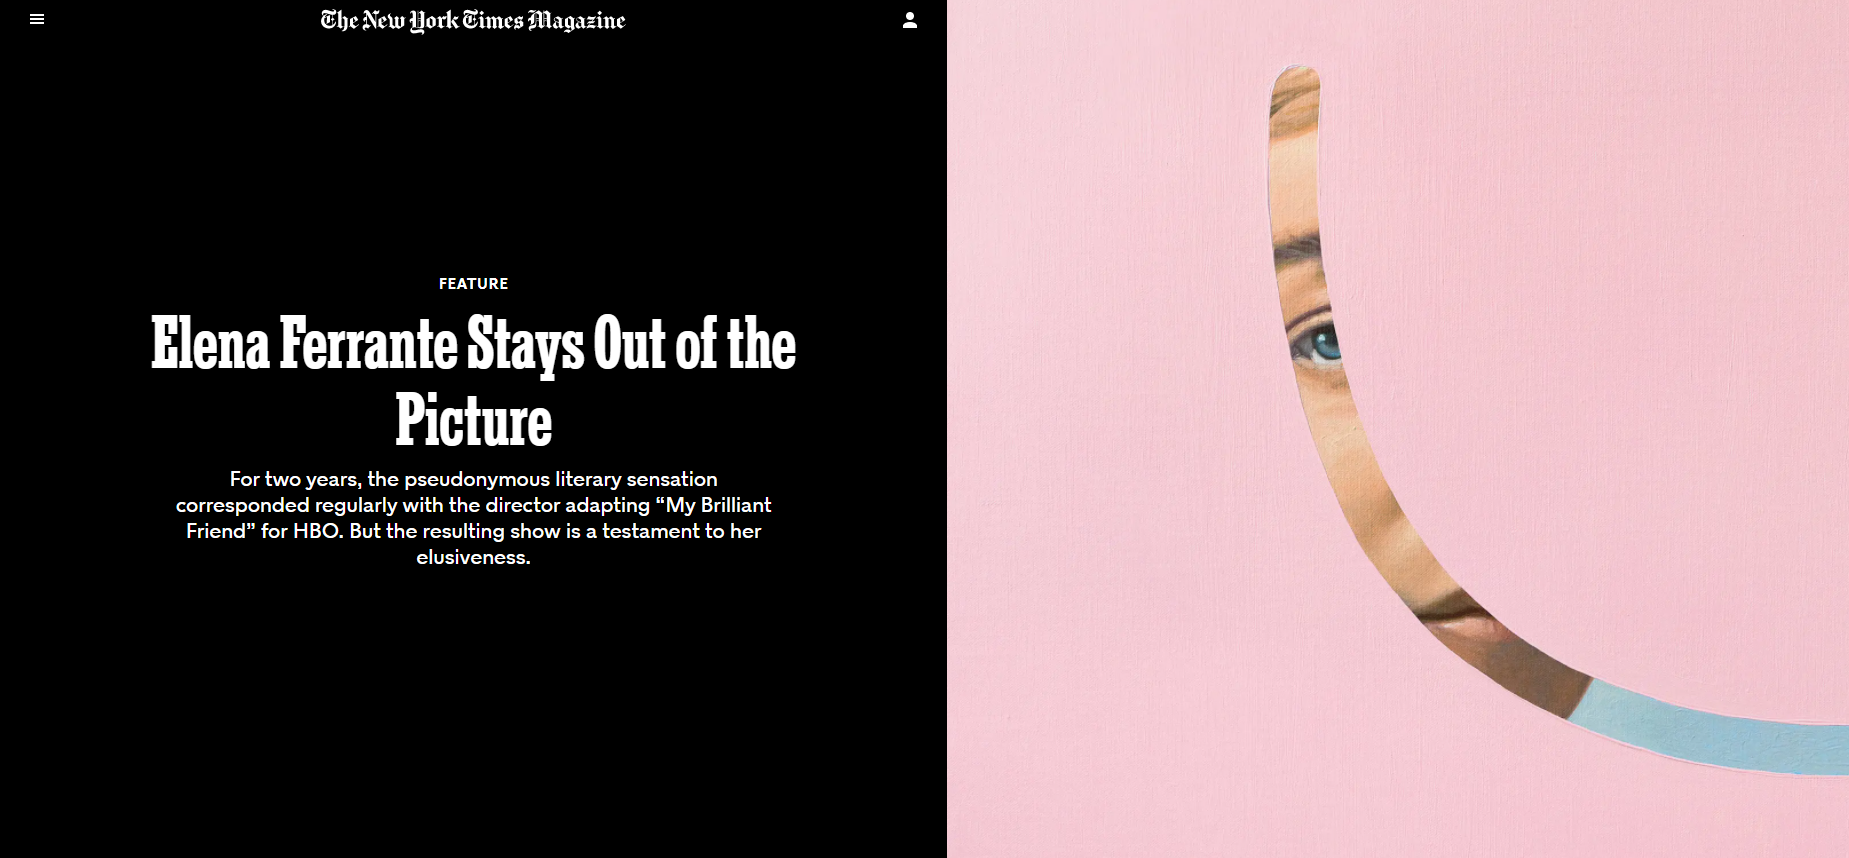 The New York Times Magazine
FEATURE
Elena Ferrante Stays Out of the
Picture
For two years, the pseudonymous literary sensation
corresponded regularly with the director adapting “My Brilliant
Friend” for HBO. But the resulting show is a testament to her
elusiveness.